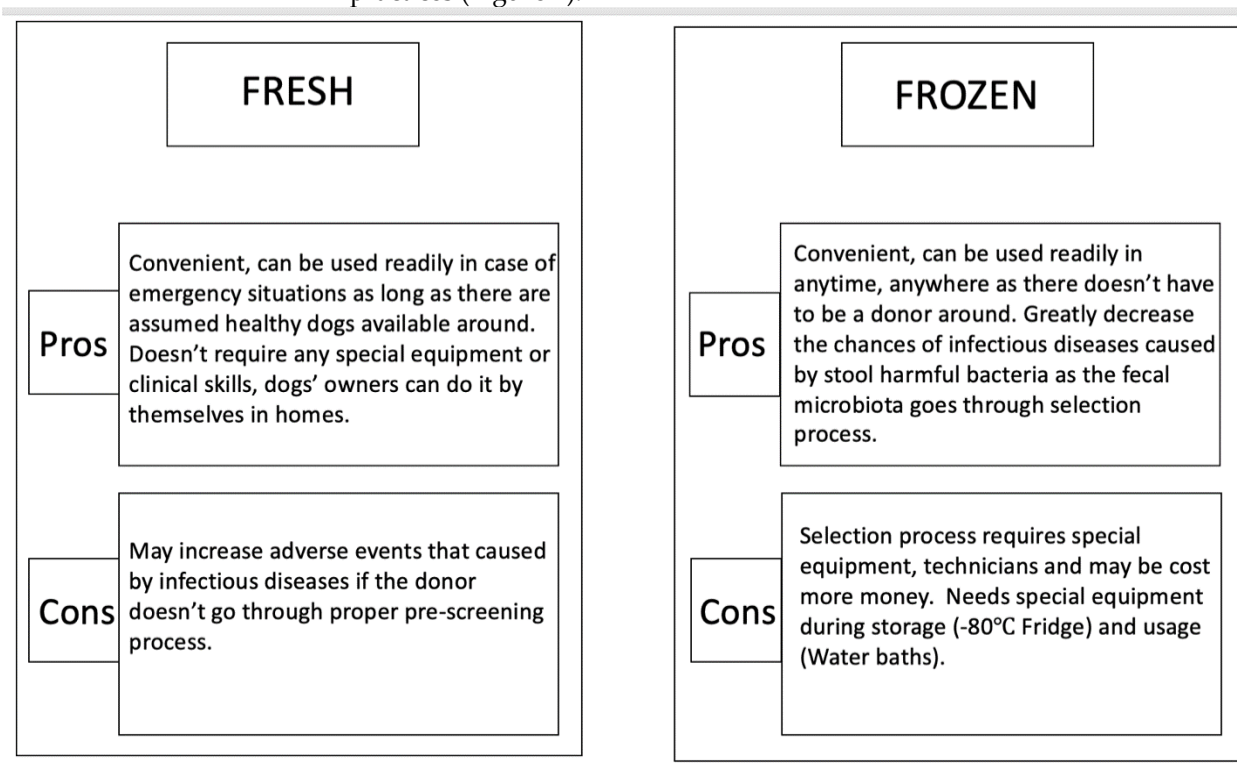 FRESH
Pros
Convenient, can be used readily in case of
emergency situations as long as there are
assumed healthy dogs available around.
Doesn't require any special equipment or
clinical skills, dogs' owners can do it by
themselves in homes.
Cons
May increase adverse events that caused
by infectious diseases if the donor
doesn't go through proper pre-screening
process.
FROZEN
Pros
Convenient, can be used readily in
anytime, anywhere as there doesn't have
to be a donor around. Greatly decrease
the chances of infectious diseases caused
by stool harmful bacteria as the fecal
microbiota goes through selection
process.
Cons
Selection process requires special
equipment, technicians and may be cost
more money. Needs special equipment
during storage (-80°C Fridge) and usage
(Water baths).